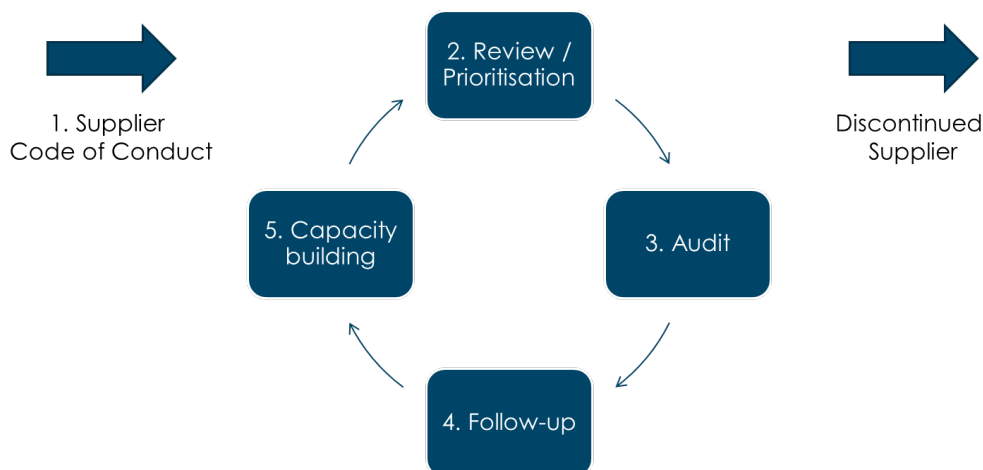 1. Supplier
Code of Conduct
2. Review /
Prioritisation
Discontinued
Supplier
3. Audit
4. Follow-up
5. Capacity
building